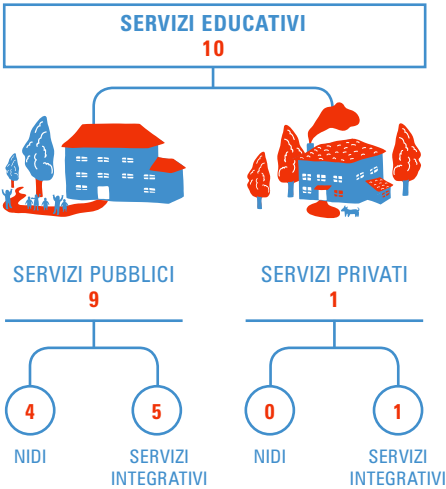 SERVIZI EDUCATIVI
10
SERVIZI PUBBLICI
9
SERVIZI PRIVATI
1
4
NIDI
5
SERVIZI
INTEGRATIVI
0
NIDI
1
SERVIZI
INTEGRATIVI